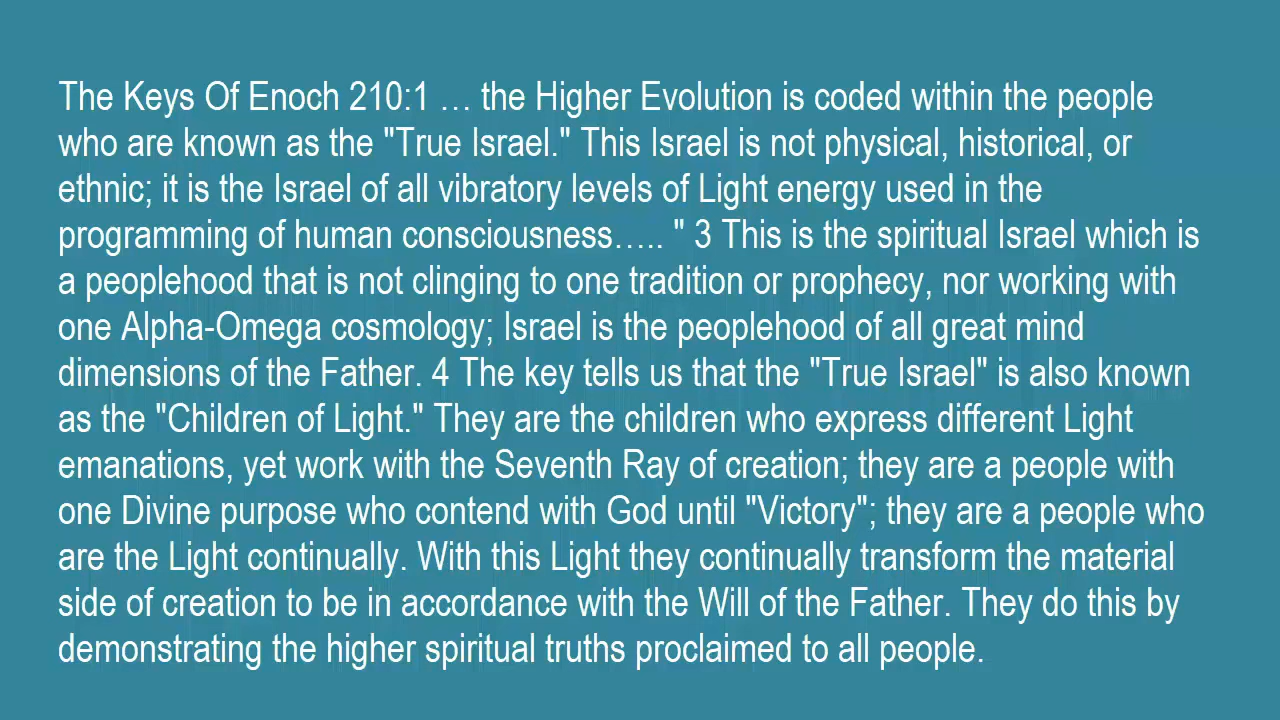 The Keys Of Enoch 210:1 … the Higher Evolution is coded within the people
who are known as the "True Israel." This Israel is not physical, historical, or
ethnic; it is the Israel of all vibratory levels of Light energy used in the
programming of human consciousness….. " 3 This is the spiritual Israel which is
a peoplehood that is not clinging to one tradition or prophecy, nor working with
one Alpha-Omega cosmology; Israel is the peoplehood of all great mind
dimensions of the Father. 4 The key tells us that the "True Israel" is also known
as the "Children of Light." They are the children who express different Light
emanations, yet work with the Seventh Ray of creation; they are a people with
one Divine purpose who contend with God until "Victory"; they are a people who
are the Light continually. With this Light they continually transform the material
side of creation to be in accordance with the Will of the Father. They do this by
demonstrating the higher spiritual truths proclaimed to all people.